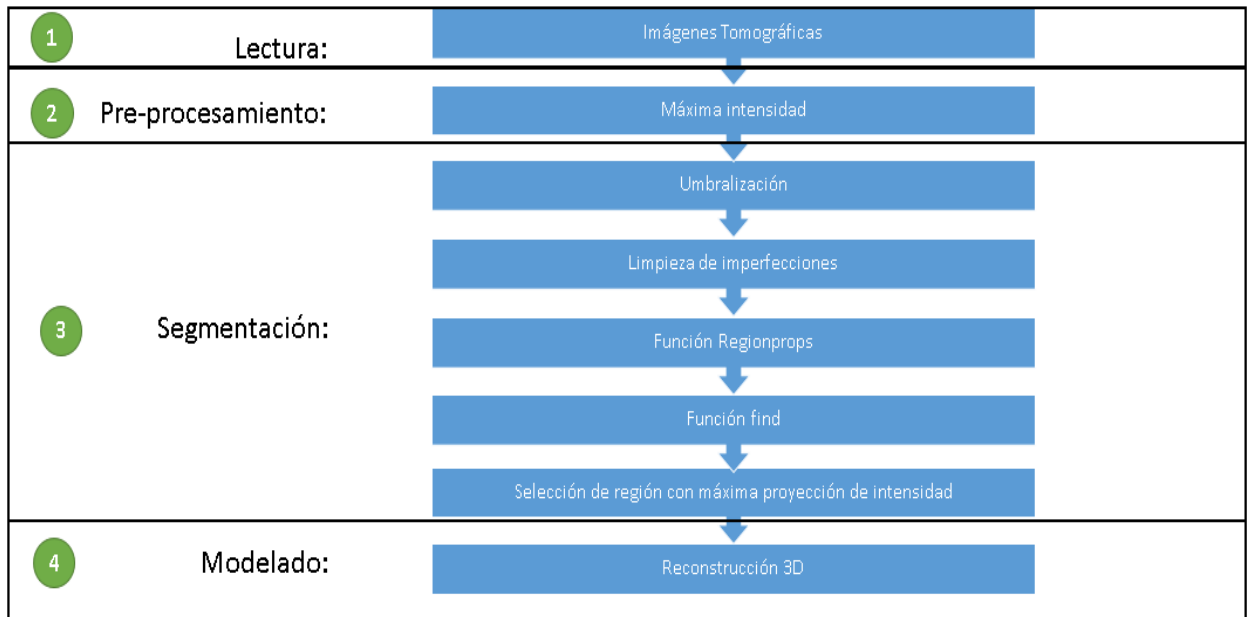 1
Lectura:
Imágenes Tomográficas
2
Pre-procesamiento:
Máxima intensidad
3
Segmentación:
Umbralización
Limpieza de imperfecciones
Función Regionprops
Función find
Selección de región con máxima proyección de intensidad
4
Modelado:
Reconstrucción 3D